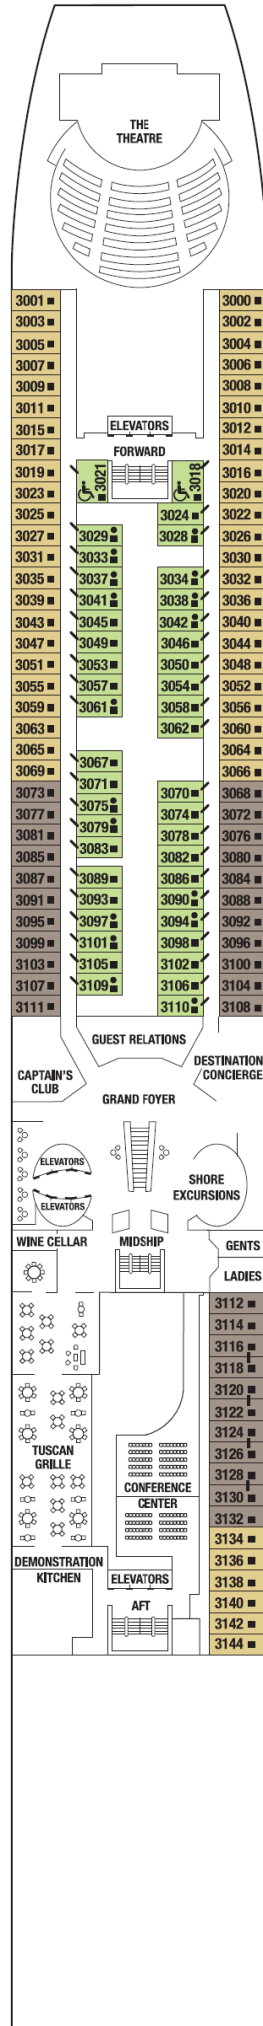 THE
THEATRE
3001 3000
3003 3002
3005 3004
3007 3006
3009 3008
3011 3010
ELEVATORS
3015 3012
FORWARD
3017 3014
3019 3021 3018 3016
3023 3020
3025 3024 3022
3027 3029 3028 3026
3031 3033 3030
3035 3037 3034 3032
3039 3041 3038 3036
3043 3045 3042 3040
3047 3049 3046 3044
3051 3053 3050 3048
3055 3057 3054 3052
3059 3061 3058 3056
3063 3062 3060
3065 3067 3064
3069 3071 3066
3073 3075 3070 3068
3077 3079 3074 3072
3081 3083 3078 3076
3085 3082 3080
3087 3089 3086 3084
3091 3093 3090 3088
3095 3097 3094 3092
3099 3101 3098 3096
3103 3105 3102 3100
3107 3109 3106 3104
3111 3110 3108
GUEST RELATIONS
CAPTAIN'S
CLUB
DESTINATION
CONCIERGE
GRAND FOYER
ELEVATORS
ELEVATORS
SHORE
EXCURSIONS
WINE CELLAR
MIDSHIP
GENTS
LADIES
3112
3114
3116
3118
3120
3122
3124
3126
3128
3130
3132
3134
3136
3138
3140
3142
3144
TUSCAN
GRILLE
CONFERENCE
CENTER
DEMONSTRATION
KITCHEN
ELEVATORS
AFT